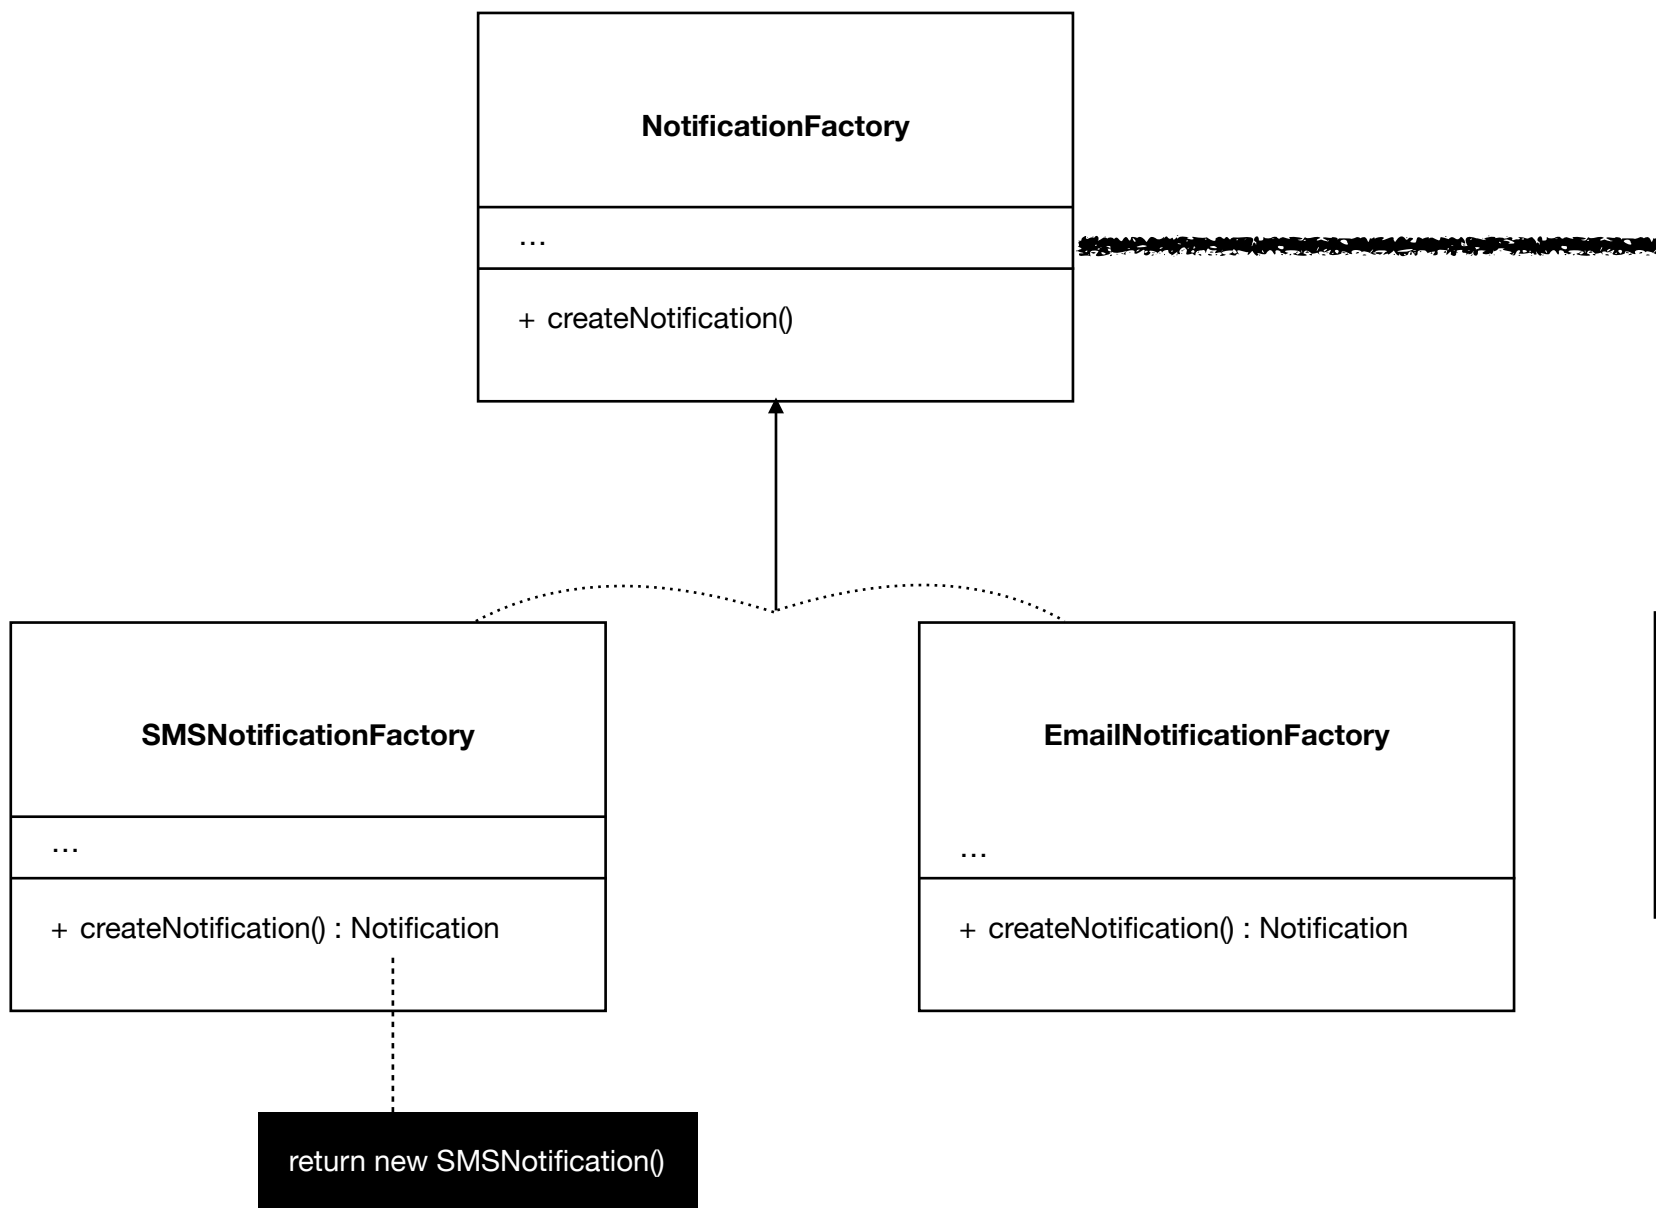 NotificationFactory
...
+ createNotification()
SMSNotificationFactory
...
+ createNotification() : Notification
EmailNotificationFactory
...
+ createNotification() : Notification
return new SMSNotification()